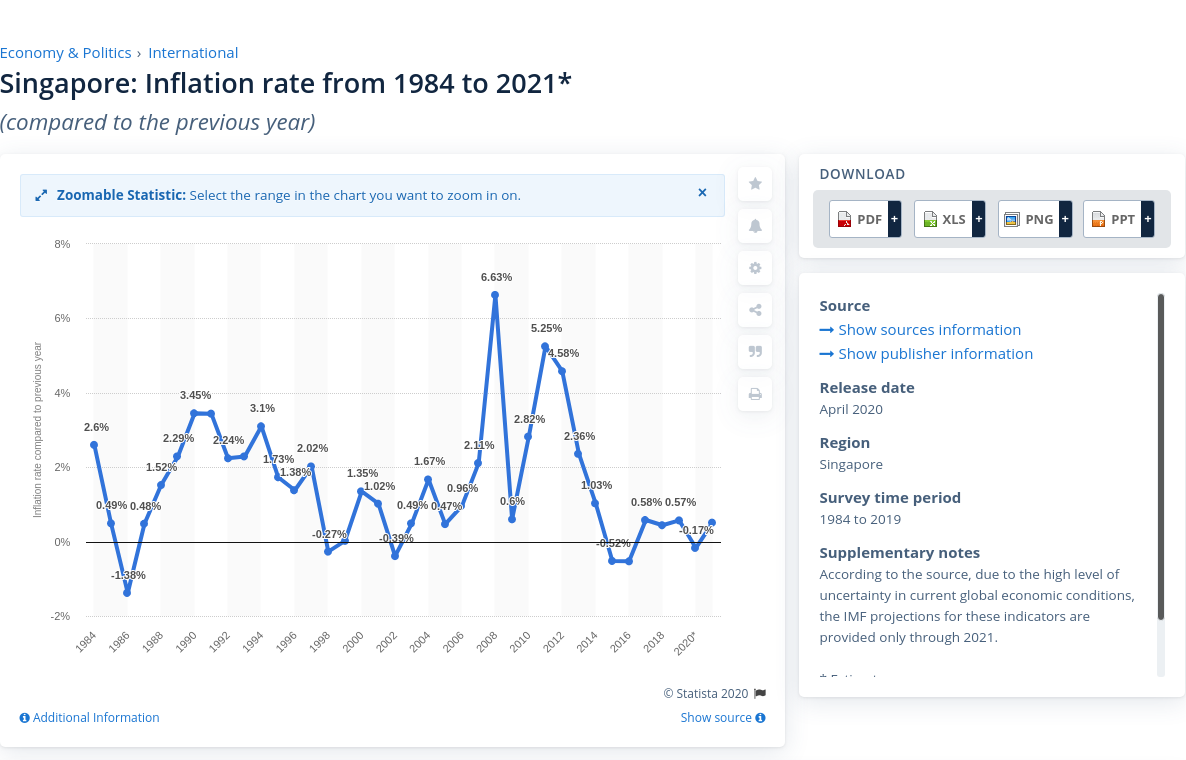 Economy & Politics › International
Singapore: Inflation rate from 1984 to 2021*
(compared to the previous year)
Zoomable Statistic: Select the range in the chart you want to zoom in on.
×
8%
6%
4%
2%
0%
-2%
Inflation rate compared to previous year
2.6%
0.49%
-1.38%
0.48%
1.52%
2.29%
3.45%
2.24%
3.1%
1.73%
1.38%
2.02%
-0.27%
1.35%
1.02%
-0.39%
0.49%
1.67%
0.47%
0.96%
2.11%
6.63%
0.6%
2.82%
5.25%
4.58%
2.36%
1.03%
-0.52%
0.58%
0.57%
-0.17%
1984
1986
1988
1990
1992
1994
1996
1998
2000
2002
2004
2006
2008
2010
2012
2014
2016
2018
2020*
© Statista 2020
Additional Information
Show source
DOWNLOAD
PDF +
XLS +
PNG +
PPT +
Source
Show sources information
Show publisher information
Release date
April 2020
Region
Singapore
Survey time period
1984 to 2019
Supplementary notes
According to the source, due to the high level of
uncertainty in current global economic conditions,
the IMF projections for these indicators are
provided only through 2021.